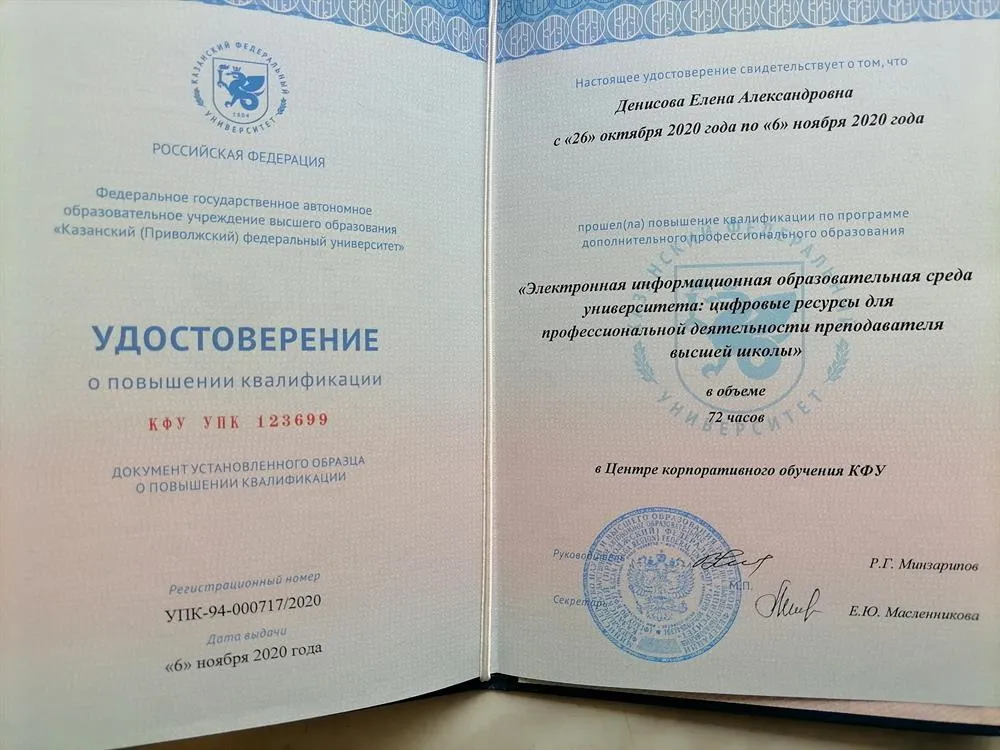 КАЗАНСКИЙ ФЕДЕРАЛЬНЫЙ
УНИВЕРСИТЕТ
1804
РОССИЙСКАЯ ФЕДЕРАЦИЯ
Федеральное государственное автономное
образовательное учреждение высшего образования
«Казанский (Приволжский) федеральный университет»
УДОСТОВЕРЕНИЕ
о повышении квалификации
КФУ УПК 123699
ДОКУМЕНТ УСТАНОВЛЕННОГО ОБРАЗЦА
О ПОВЫШЕНИИ КВАЛИФИКАЦИИ
Регистрационный номер
УПК-94-000717/2020
Дата выдачи
«6» ноября 2020 года
Настоящее удостоверение свидетельствует о том, что
Денисова Елена Александровна
с «26» октября 2020 года по «6» ноября 2020 года
прошел(ла) повышение квалификации по программе
дополнительного профессионального образования
«Электронная информационная образовательная среда
университета: цифровые ресурсы для
профессиональной деятельности преподавателя
высшей школы»
в объеме
72 часов
в Центре корпоративного обучения КФУ
Руководитель
Р.Г. Минзарипов
М.П.
Секретарь
Е.Ю. Масленникова